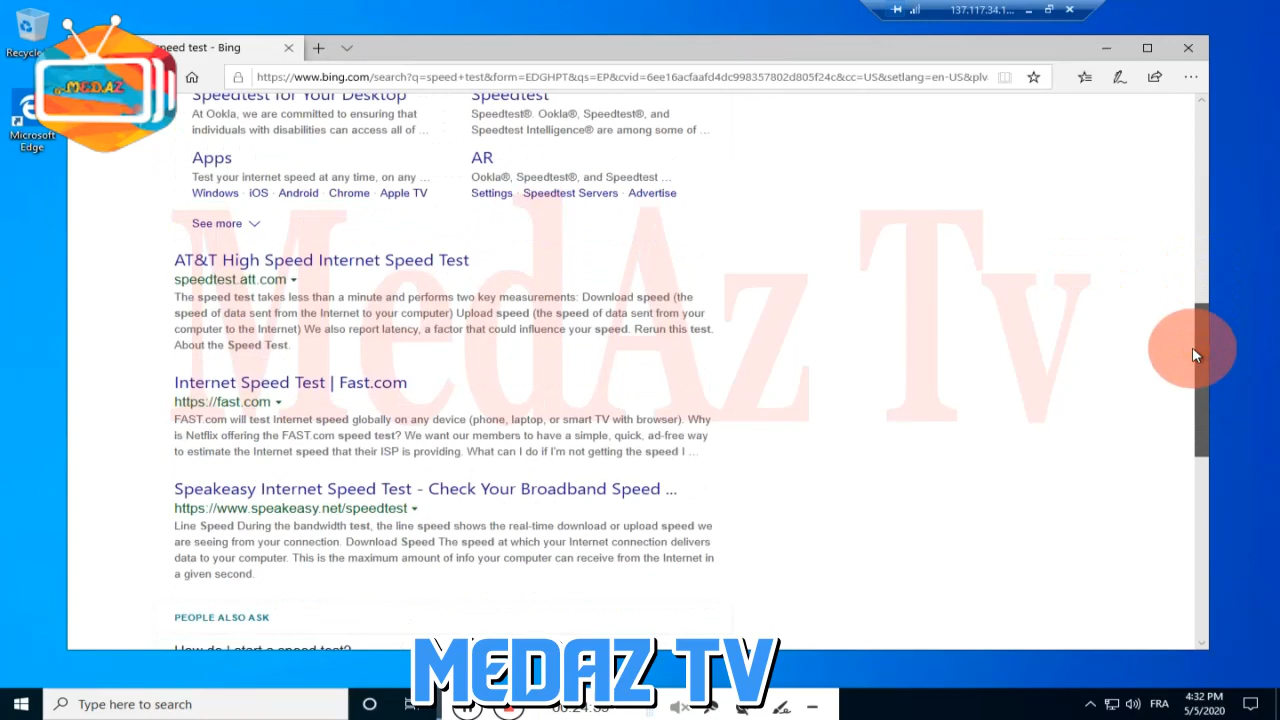 137.117.34.1...
Recycle
speed test - Bing
MED.AZ
https://www.bing.com/search?q=speed+test&form=EDGHPT&qs=EP&cvid=6ee16acfaafd4dc998357802d805f24c&cc=US&setlang=en-US&plv
Microsoft
Edge
Speedtest for Your Desktop
Speedtest
At Ookla, we are committed to ensuring that
individuals with disabilities can access all of ...
Speedtest®. Ookla®, Speedtest®, and
Speedtest Intelligence® are among some of ...
Apps
AR
Test your internet speed at any time, on any ...
Windows · iOS · Android · Chrome · Apple TV
Ookla®, Speedtest®, and Speedtest ...
Settings · Speedtest Servers · Advertise
See more
MedAz Tv
AT&T High Speed Internet Speed Test
speedtest.att.com
The speed test takes less than a minute and performs two key measurements: Download speed (the
speed of data sent from the Internet to your computer) Upload speed (the speed of data sent from your
computer to the Internet) We also report latency, a factor that could influence your speed. Rerun this test.
About the Speed Test.
Internet Speed Test | Fast.com
https://fast.com
FAST.com will test Internet speed globally on any device (phone, laptop, or smart TV with browser). Why
is Netflix offering the FAST.com speed test? We want our members to have a simple, quick, ad-free way
to estimate the Internet speed that their ISP is providing. What can I do if I'm not getting the speed I ...
Speakeasy Internet Speed Test - Check Your Broadband Speed ...
https://www.speakeasy.net/speedtest
Line Speed During the bandwidth test, the line speed shows the real-time download or upload speed we
are seeing from your connection. Download Speed The speed at which your Internet connection delivers
data to your computer. This is the maximum amount of info your computer can receive from the Internet in
a given second.
PEOPLE ALSO ASK
How do I start a speed test?
MEDAZ TV
Type here to search
FRA
4:32 PM
5/5/2020